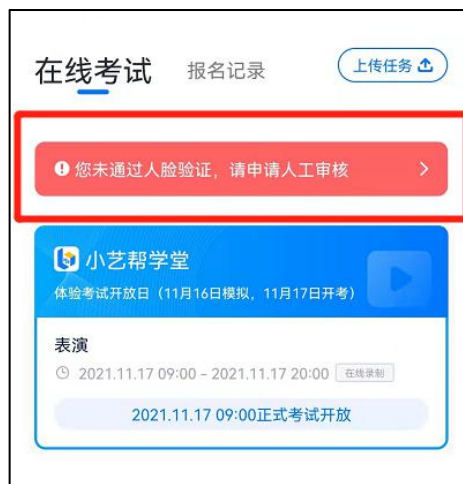 在线考试 报名记录 上传任务
您未通过人脸验证，请申请人工审核
小艺帮学堂
体验考试开放日（11月16日模拟，11月17日开考）
表演
2021.11.17 09:00 - 2021.11.17 20:00 在线录制
2021.11.17 09:00正式考试开放